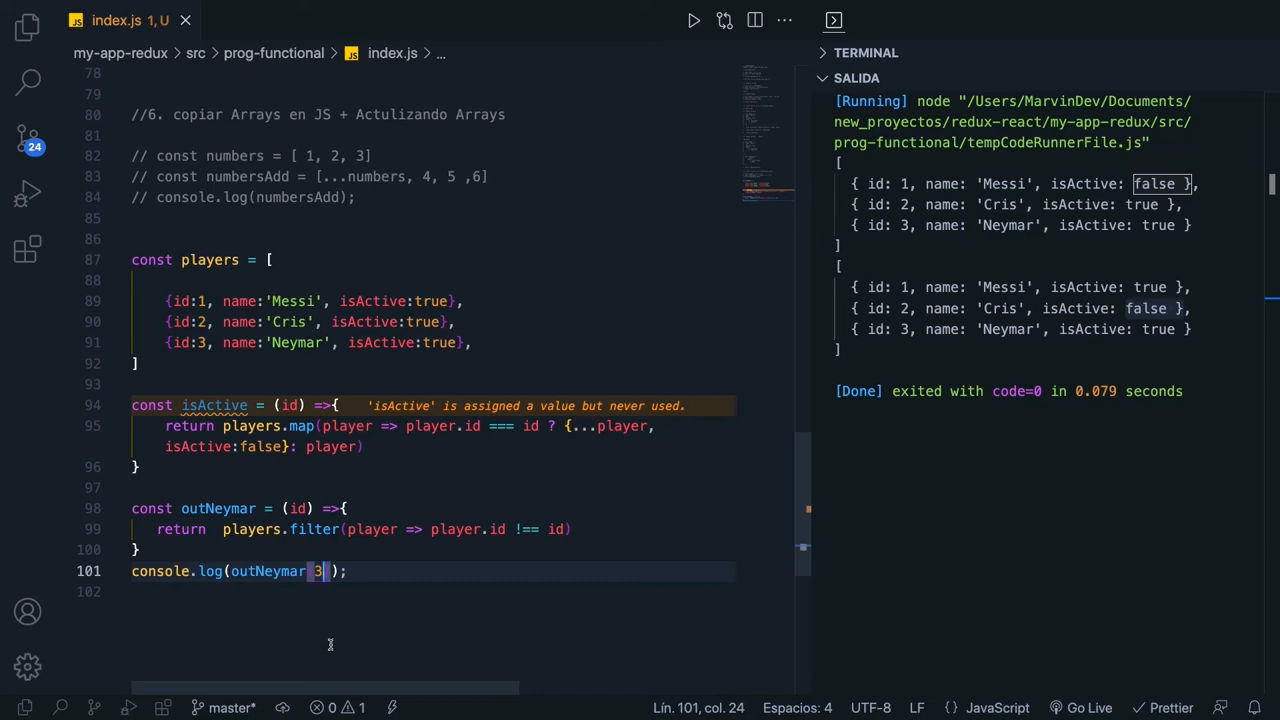 JS index.js 1, U
my-app-redux > src > prog-functional > JS index.js > ...
78
79
80 //6. copiar Arrays en + Actulizando Arrays
81
82 // const numbers = [ 1, 2, 3]
83 // const numbersAdd = [...numbers, 4, 5 ,6]
84 // console.log(numbersAdd);
85
86
87 const players = [
88
89 {id:1, name:'Messi', isActive:true},
90 {id:2, name:'Cris', isActive:true},
91 {id:3, name:'Neymar', isActive:true},
92 ]
93
94 const isActive = (id) =>{ 'isActive' is assigned a value but never used.
95 return players.map(player => player.id === id ? {...player,
isActive:false}: player)
96 }
97
98 const outNeymar = (id) =>{
99 return players.filter(player => player.id !== id)
100 }
101 console.log(outNeymar(3));
102
TERMINAL
SALIDA
[Running] node "/Users/MarvinDev/Documents/
new_proyectos/redux-react/my-app-redux/src/
prog-functional/tempCodeRunnerFile.js"
[
{ id: 1, name: 'Messi', isActive: false },
{ id: 2, name: 'Cris', isActive: true },
{ id: 3, name: 'Neymar', isActive: true }
]
[
{ id: 1, name: 'Messi', isActive: true },
{ id: 2, name: 'Cris', isActive: false },
{ id: 3, name: 'Neymar', isActive: true }
]
[Done] exited with code=0 in 0.079 seconds
24
master* 0 1 Lín. 101, col. 24 Espacios: 4 UTF-8 LF {} JavaScript Go Live Prettier